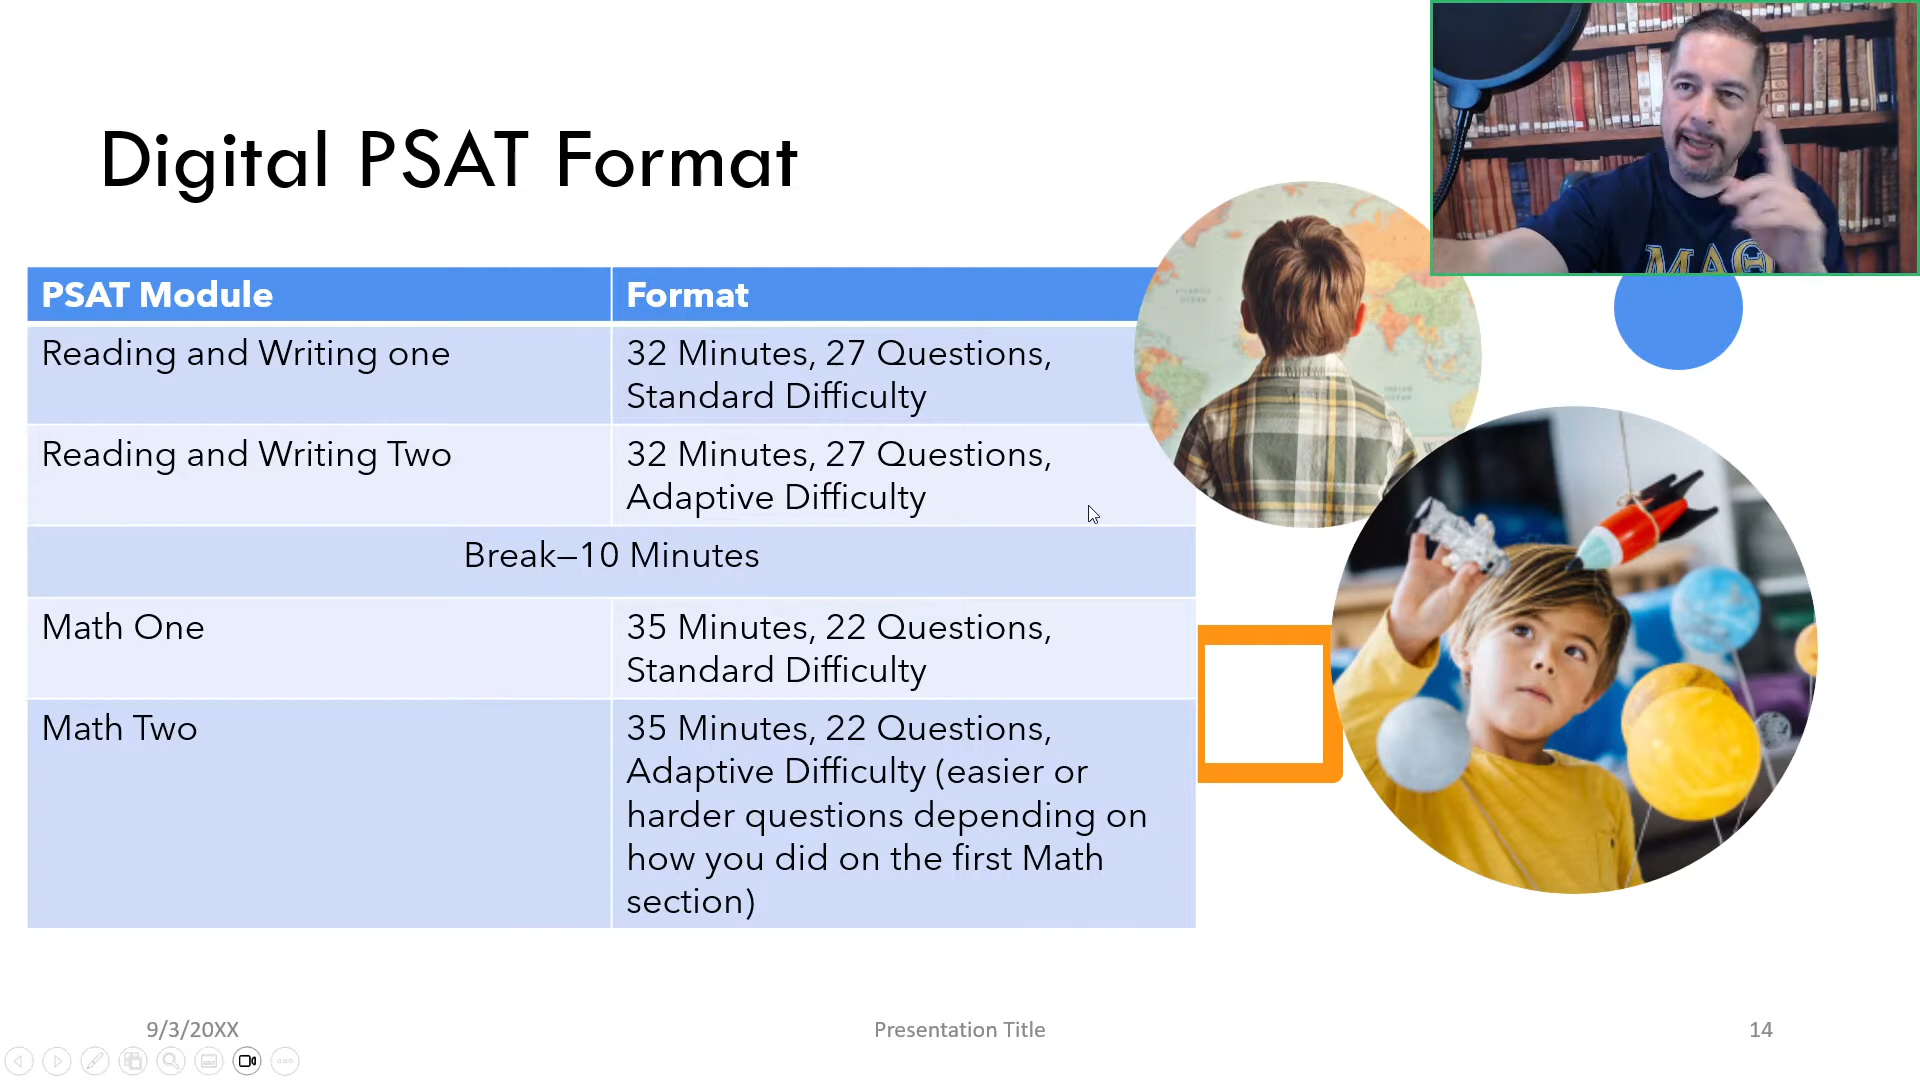 Digital PSAT Format
PSAT Module
Format
Reading and Writing one
32 Minutes, 27 Questions,
Standard Difficulty
Reading and Writing Two
32 Minutes, 27 Questions,
Adaptive Difficulty
Break—10 Minutes
Math One
35 Minutes, 22 Questions,
Standard Difficulty
Math Two
35 Minutes, 22 Questions,
Adaptive Difficulty (easier or
harder questions depending on
how you did on the first Math
section)
ΜΑΘ
9/3/20XX
Presentation Title
14